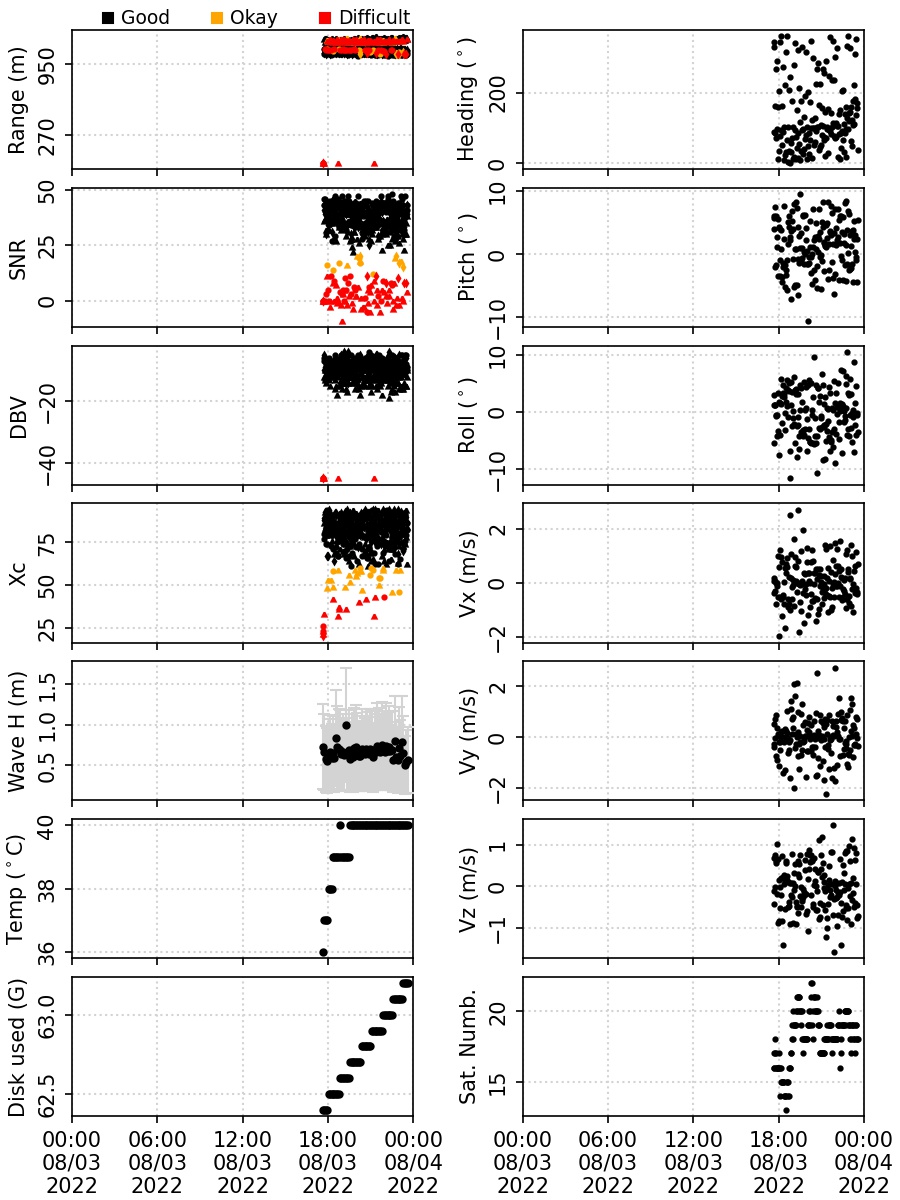 Good Okay Difficult
Range (m)
950
270
Heading (°)
200
0
SNR
50
25
0
Pitch (°)
10
0
−10
DBV
−20
−40
Roll (°)
10
0
−10
Xc
75
50
25
Vx (m/s)
2
0
−2
Wave H (m)
1.5
1.0
0.5
Vy (m/s)
2
0
−2
Temp (°C)
40
38
36
Vz (m/s)
1
0
−1
Disk used (G)
63.0
62.5
Sat. Numb.
20
15
00:00 06:00 12:00 18:00 00:00
08/03 08/03 08/03 08/03 08/04
2022 2022 2022 2022 2022
00:00 06:00 12:00 18:00 00:00
08/03 08/03 08/03 08/03 08/04
2022 2022 2022 2022 2022